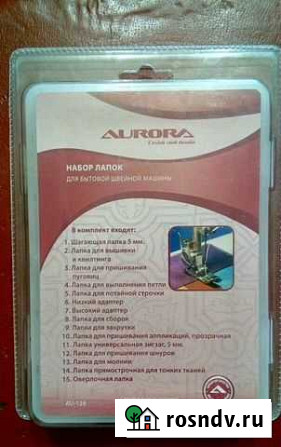 AURORA
НАБОР ЛАПОК
ДЛЯ БЫТОВОЙ ШВЕЙНОЙ МАШИНЫ
В комплект входит:
1. Шагающая лапка 5 мм.
2. Лапка для вышивки
и квилтинга
3. Лапка для пришивания
пуговиц
4. Лапка для выполнения петли
5. Лапка для потайной строчки
6. Низкий адаптер
7. Высокий адаптер
8. Лапка для сборок
9. Лапка для закрутки
10. Лапка для пришивания аппликаций, прозрачная
11. Лапка универсальная зигзаг, 5 мм.
12. Лапка для пришивания шнуров
13. Лапка для молнии
14. Лапка прямострочная для тонких тканей
15. Оверлочная лапка
AU-128
rosndv.ru